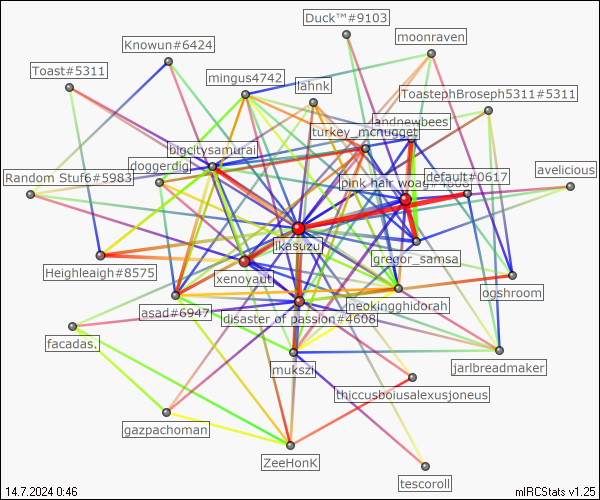 Duck™#9103
moonraven
Knowun#6424
Toast#5311
mingus4742
lahnk
ToastephBroseph5311#5311
landnewbees
turkey_mcnugget
bigcitysamurai
doggerdig
avelicious
Random Stuf6#5983
pink hair woag#4808
default#0617
ikasuzu
gregor_samsa
Heighleaigh#8575
xenoyaut
ogshroom
neokingghidorah
asad#6947
disaster of passion#4608
facadas.
mukszi
jarlbreadmaker
thiccusboiusalexusjoneus
gazpachoman
ZeeHonK
tescoroll
14.7.2024 0:46
mIRCStats v1.25